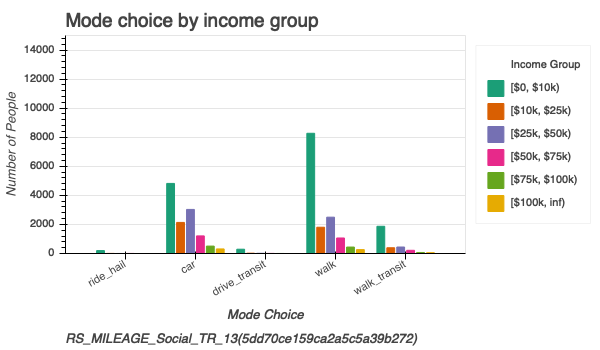 Mode choice by income group
14000
12000
10000
8000
6000
4000
2000
0
Number of People
ride_hail
car
drive_transit
walk
walk_transit
Mode Choice
RS_MILEAGE_Social_TR_13(5dd70ce159ca2a5c5a39b272)
Income Group
[$0, $10k)
[$10k, $25k)
[$25k, $50k)
[$50k, $75k)
[$75k, $100k)
[$100k, inf)